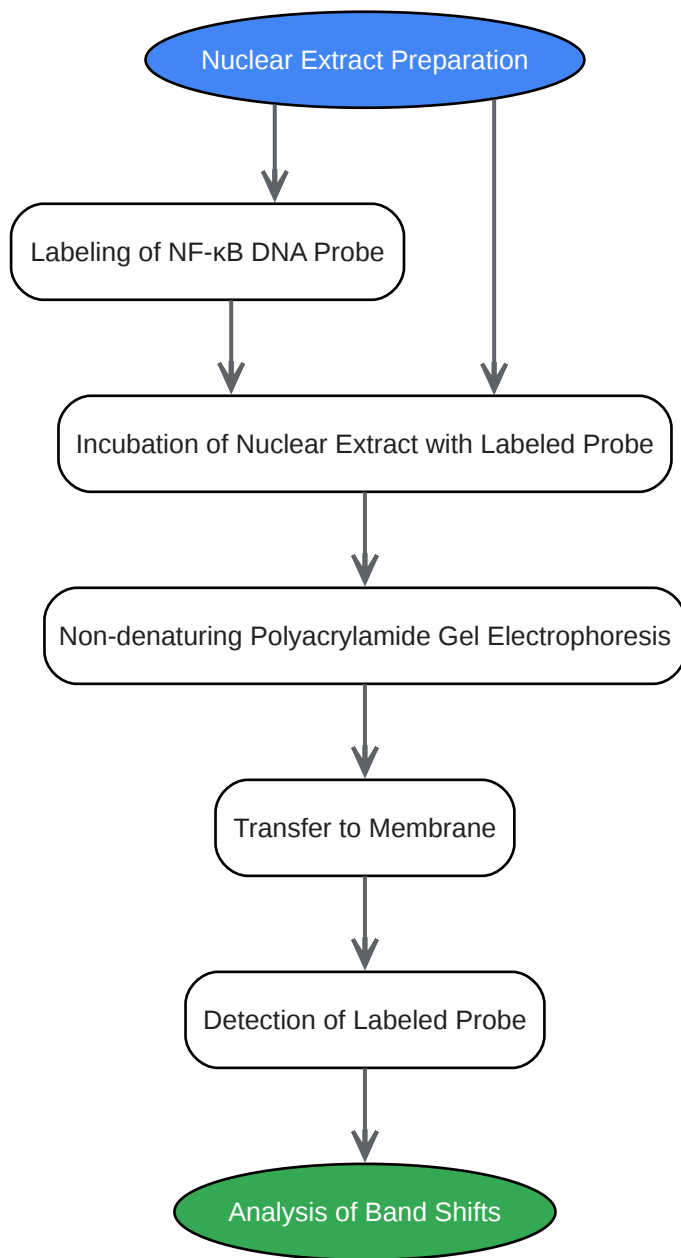 Nuclear Extract Preparation
Labeling of NF-κB DNA Probe
Incubation of Nuclear Extract with Labeled Probe
Non-denaturing Polyacrylamide Gel Electrophoresis
Transfer to Membrane
Detection of Labeled Probe
Analysis of Band Shifts